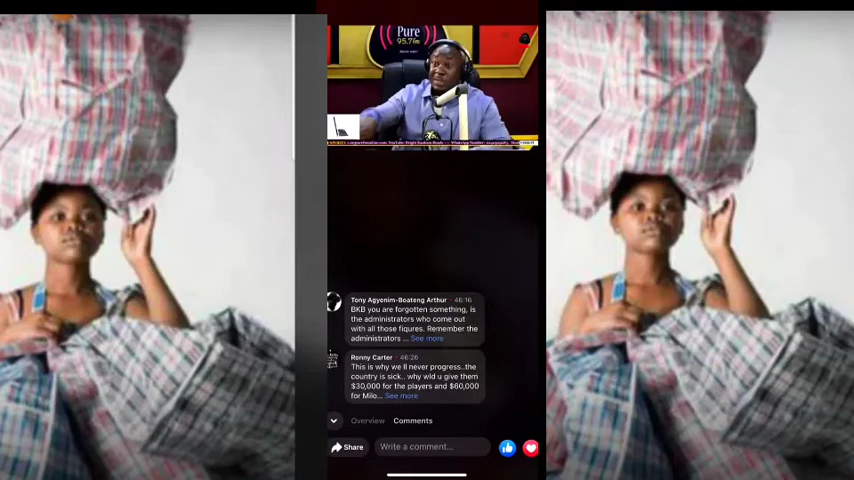 Pure
95.7fm
Tony Agyenim-Boateng Arthur · 46:16
BKB you are forgotten something, is
the administrators who come out
with all those figures. Remember the
administrators ... See more
Ronny Carter · 46:26
This is why we ll never progress..the
country is sick.. why wld u give them
$30,000 for the players and $60,000
for Milo... See more
Overview Comments
Share Write a comment...